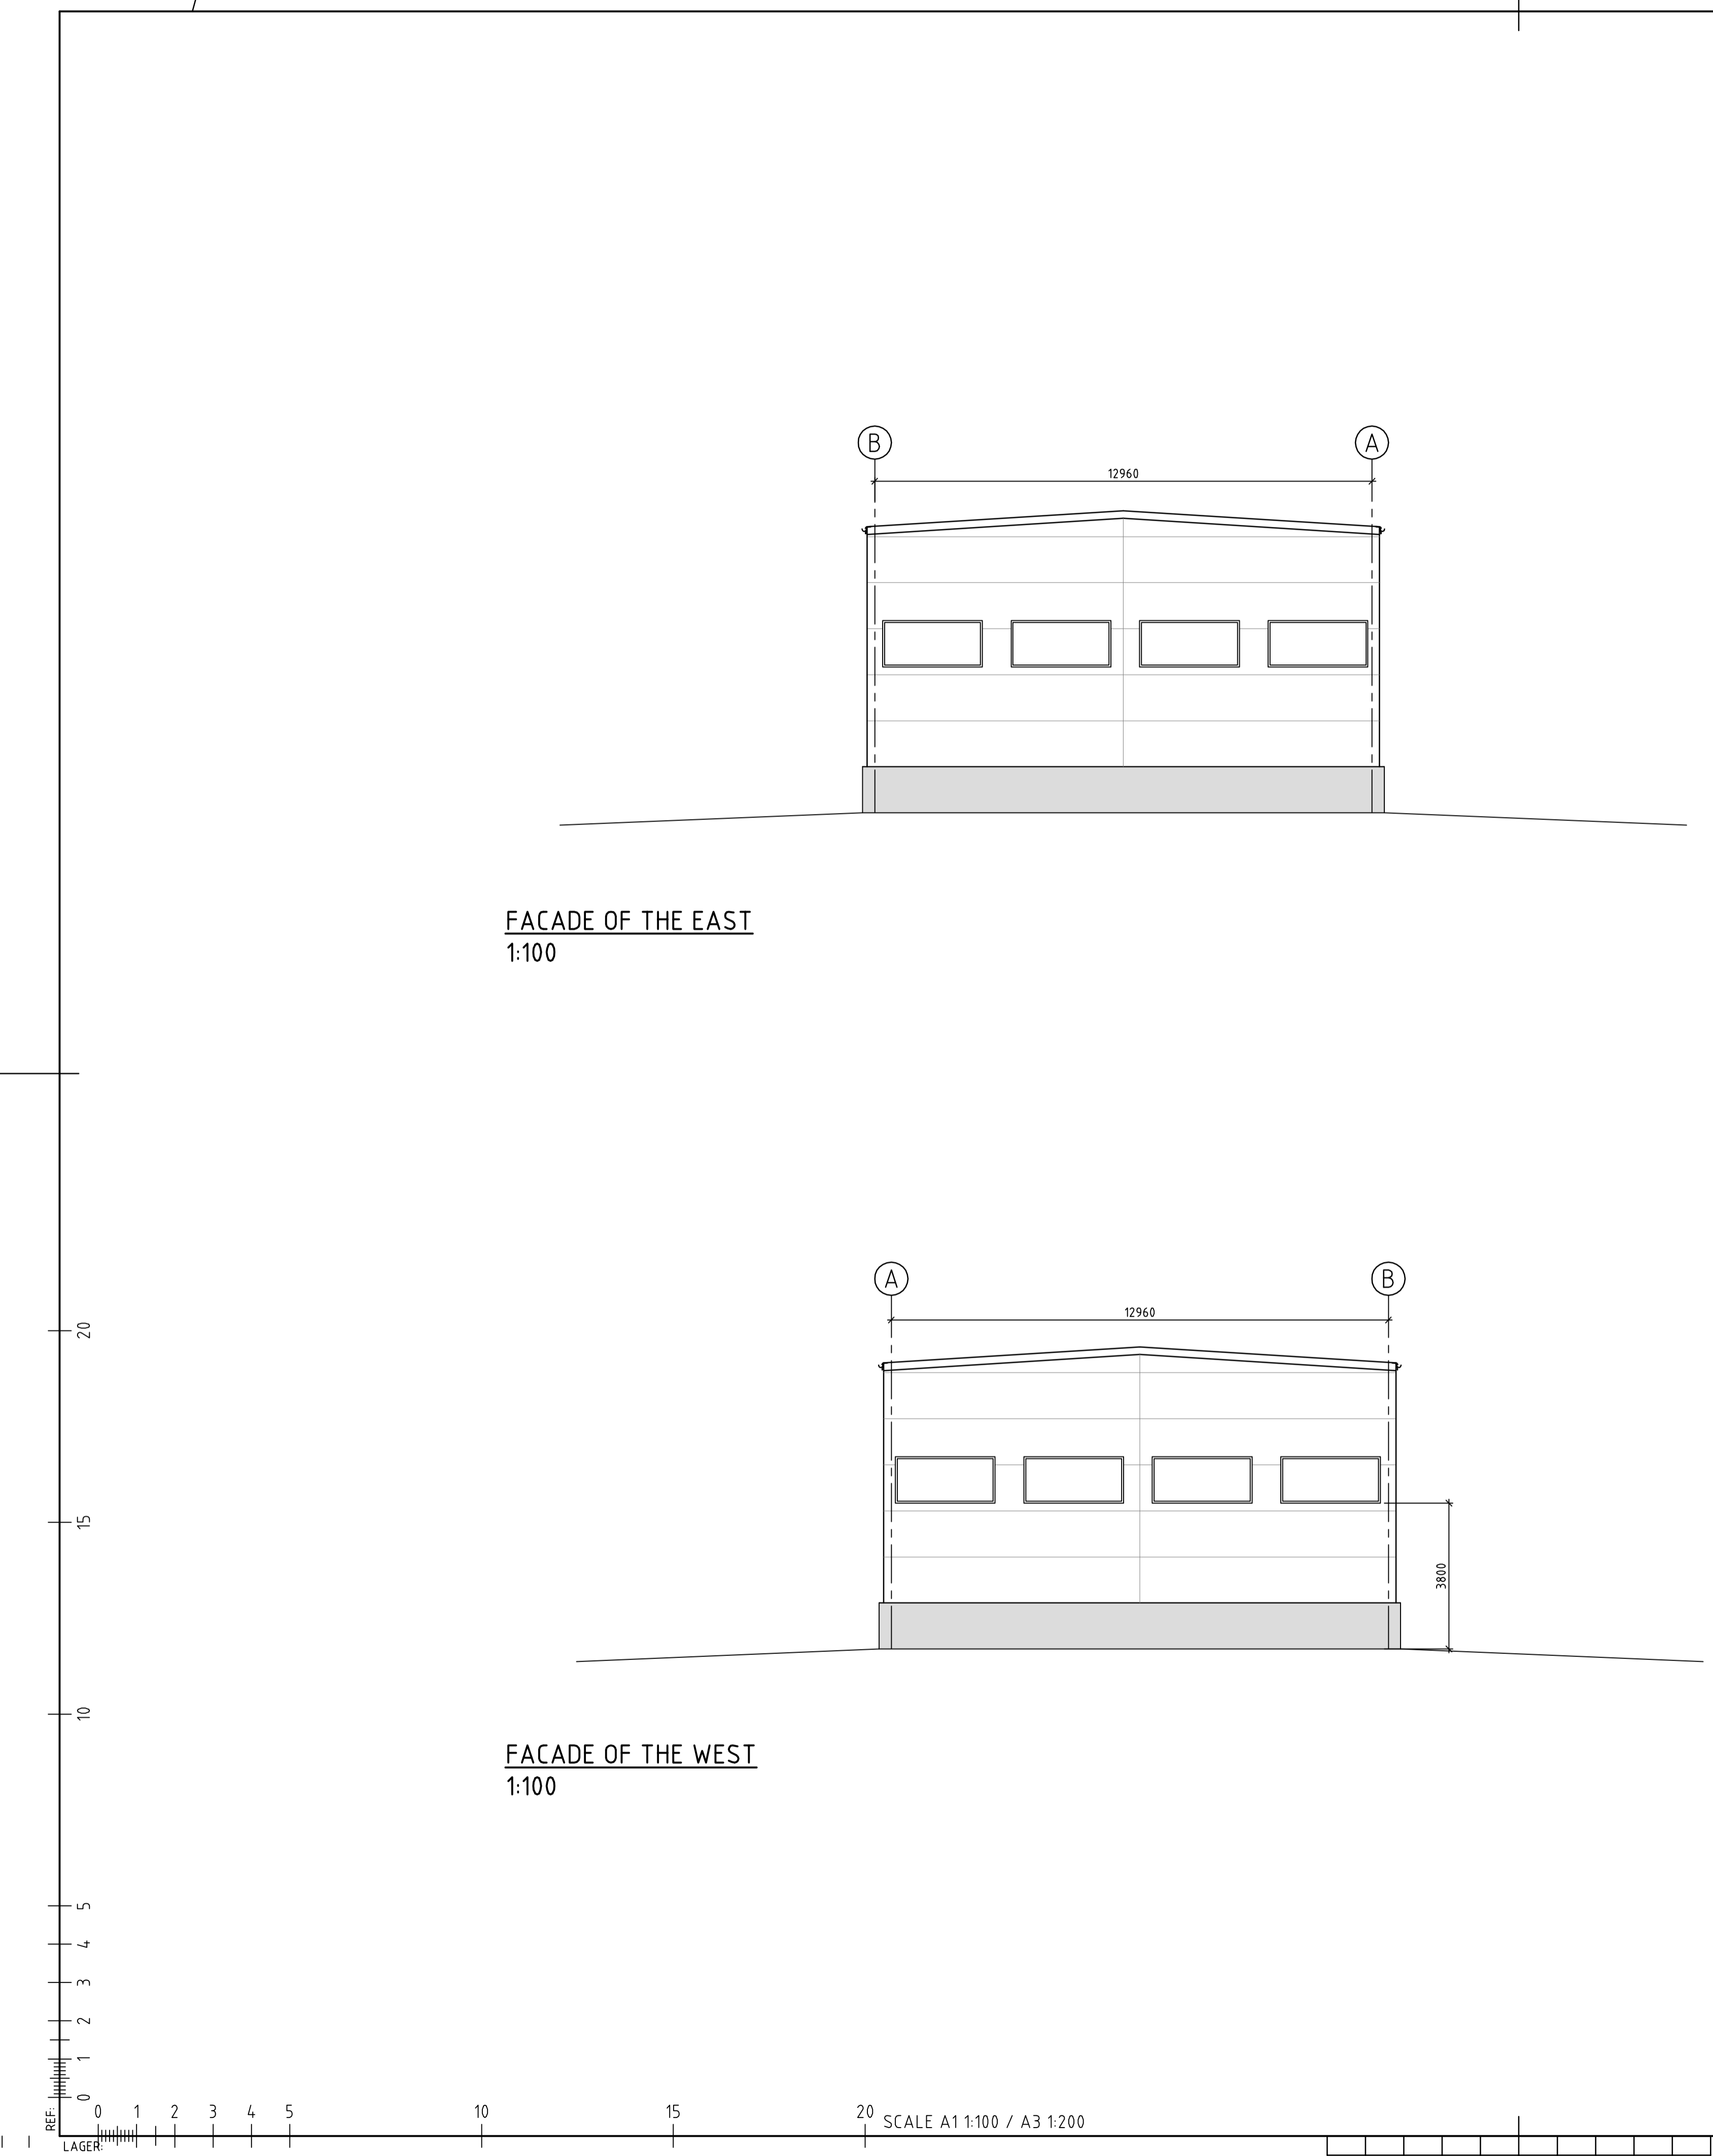 B A
12960
FACADE OF THE EAST
1:100
A B
12960
3800
FACADE OF THE WEST
1:100
20
15
10
5
4
3
2
1
0
REF:
0 1 2 3 4 5 10 15 20 SCALE A1 1:100 / A3 1:200
LAGER: